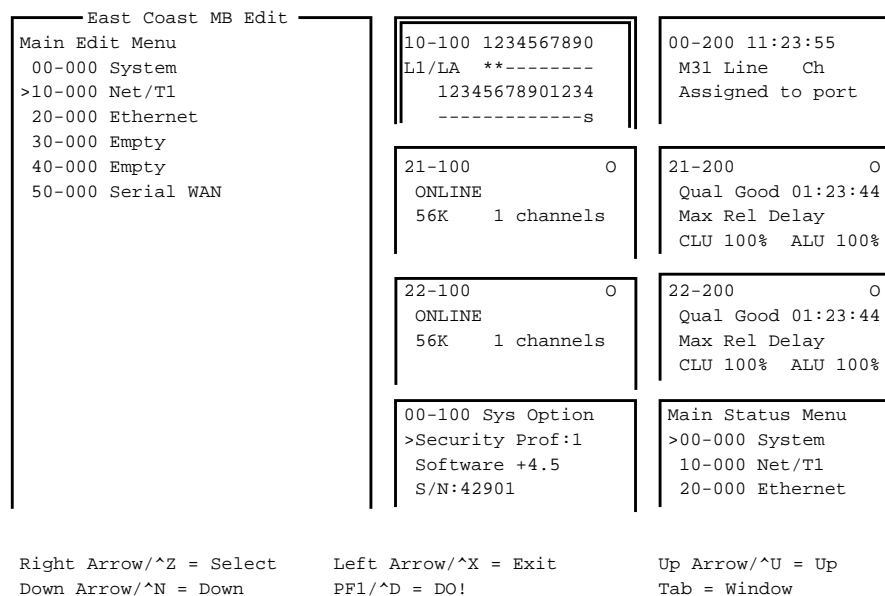 East Coast MB Edit
Main Edit Menu
00-000 System
>10-000 Net/T1
20-000 Ethernet
30-000 Empty
40-000 Empty
50-000 Serial WAN
10-100 1234567890
L1/LA **--------
12345678901234
-------------s
00-200 11:23:55
M31 Line Ch
Assigned to port
21-100 O
ONLINE
56K 1 channels
21-200 O
Qual Good 01:23:44
Max Rel Delay
CLU 100% ALU 100%
22-100 O
ONLINE
56K 1 channels
22-200 O
Qual Good 01:23:44
Max Rel Delay
CLU 100% ALU 100%
00-100 Sys Option
>Security Prof:1
Software +4.5
S/N:42901
Main Status Menu
>00-000 System
10-000 Net/T1
20-000 Ethernet
Right Arrow/^Z = Select Left Arrow/^X = Exit Up Arrow/^U = Up
Down Arrow/^N = Down PF1/^D = DO! Tab = Window